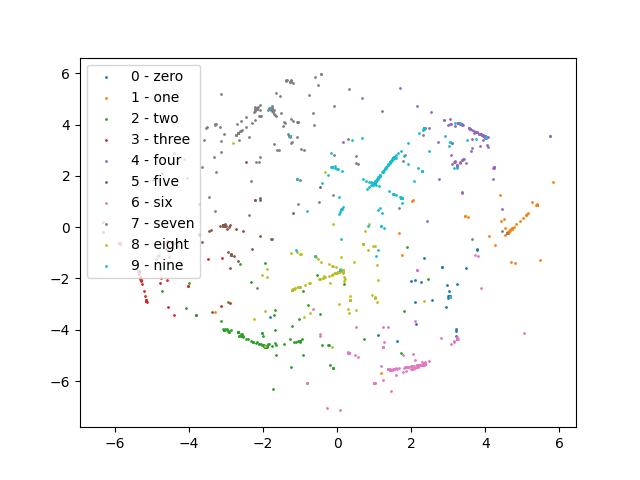 0 - zero
1 - one
2 - two
3 - three
4 - four
5 - five
6 - six
7 - seven
8 - eight
9 - nine
6
4
2
0
−2
−4
−6
−6
−4
−2
0
2
4
6